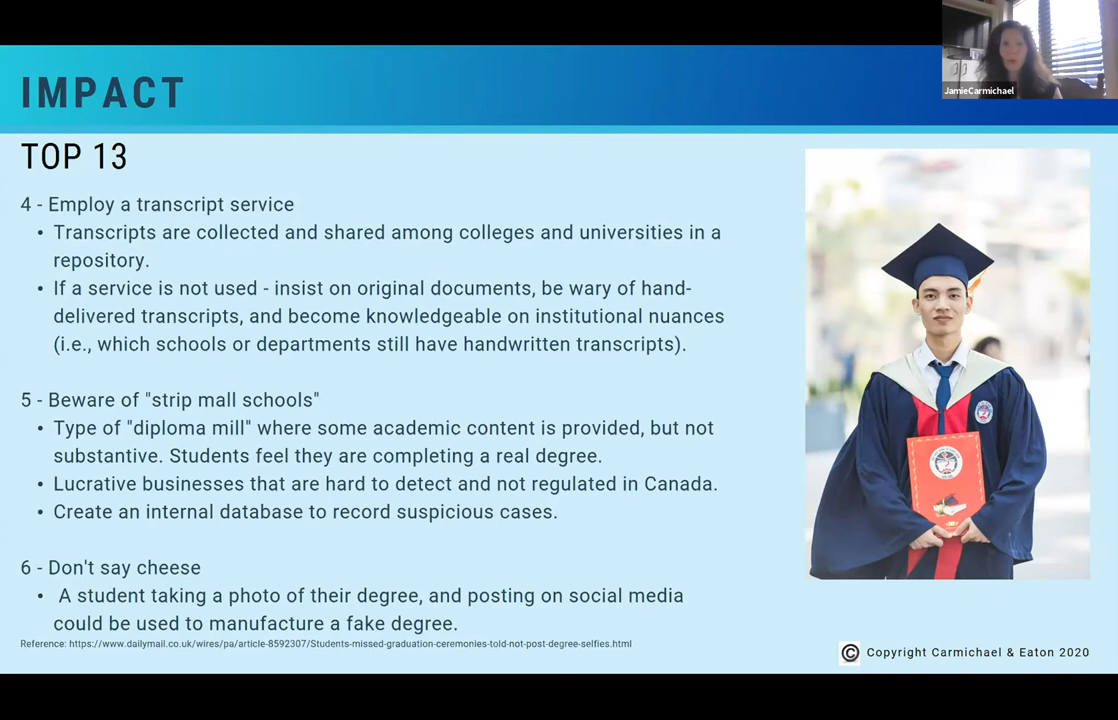 JamieCarmichael
IMPACT
TOP 13
4 - Employ a transcript service
• Transcripts are collected and shared among colleges and universities in a
repository.
• If a service is not used - insist on original documents, be wary of hand-
delivered transcripts, and become knowledgeable on institutional nuances
(i.e., which schools or departments still have handwritten transcripts).
5 - Beware of "strip mall schools"
• Type of "diploma mill" where some academic content is provided, but not
substantive. Students feel they are completing a real degree.
• Lucrative businesses that are hard to detect and not regulated in Canada.
• Create an internal database to record suspicious cases.
6 - Don't say cheese
• A student taking a photo of their degree, and posting on social media
could be used to manufacture a fake degree.
Reference: https://www.dailymail.co.uk/wires/pa/article-8592307/Students-missed-graduation-ceremonies-told-not-post-degree-selfies.html
© Copyright Carmichael & Eaton 2020